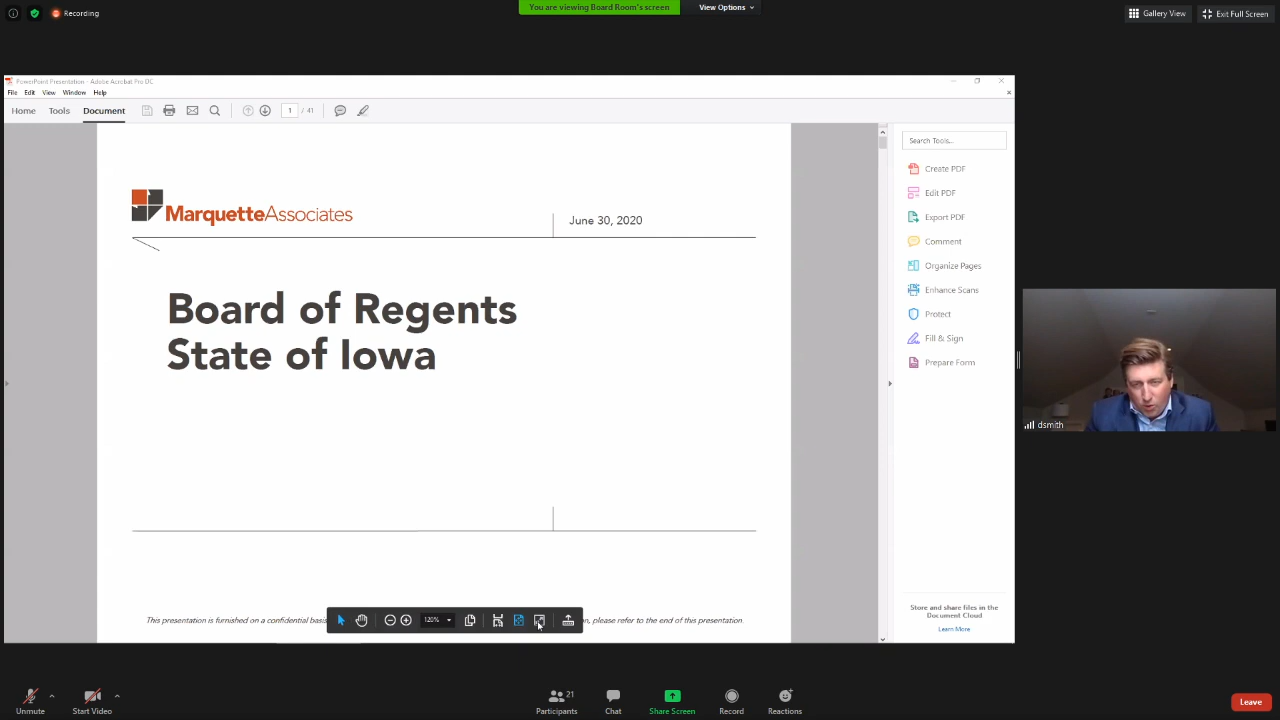 Recording
You are viewing Board Room's screen
View Options
Gallery View
Exit Full Screen
PowerPoint Presentation - Adobe Acrobat Pro DC
File Edit View Window Help
Home Tools Document
1 / 41
Search Tools...
Create PDF
Edit PDF
Export PDF
Comment
Organize Pages
Enhance Scans
Protect
Fill & Sign
Prepare Form
Store and share files in the
Document Cloud
Learn More
MarquetteAssociates
June 30, 2020
Board of Regents
State of Iowa
This presentation is furnished on a confidential basis
, please refer to the end of this presentation.
120%
dsmith
Unmute
Start Video
Participants
21
Chat
Share Screen
Record
Reactions
Leave